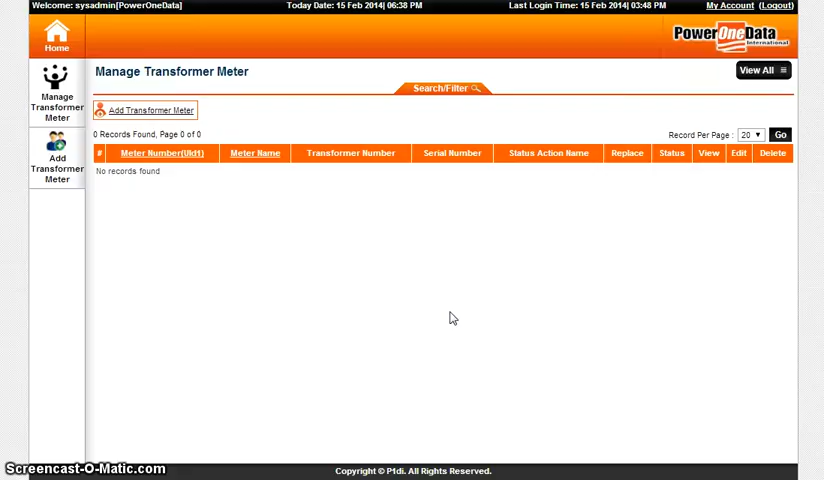 Welcome: sysadmin[PowerOneData]
Today Date: 15 Feb 2014| 06:38 PM
Last Login Time: 15 Feb 2014| 03:48 PM
My Account (Logout)
Home
PowerOneData
International
Manage Transformer Meter
View All
Search/Filter
Manage
Transformer
Meter
Add
Transformer
Meter
Add Transformer Meter
0 Records Found, Page 0 of 0
Record Per Page : 20 Go
# Meter Number(UId1) Meter Name Transformer Number Serial Number Status Action Name Replace Status View Edit Delete
No records found
Copyright © P1di. All Rights Reserved.
Screencast-O-Matic.com